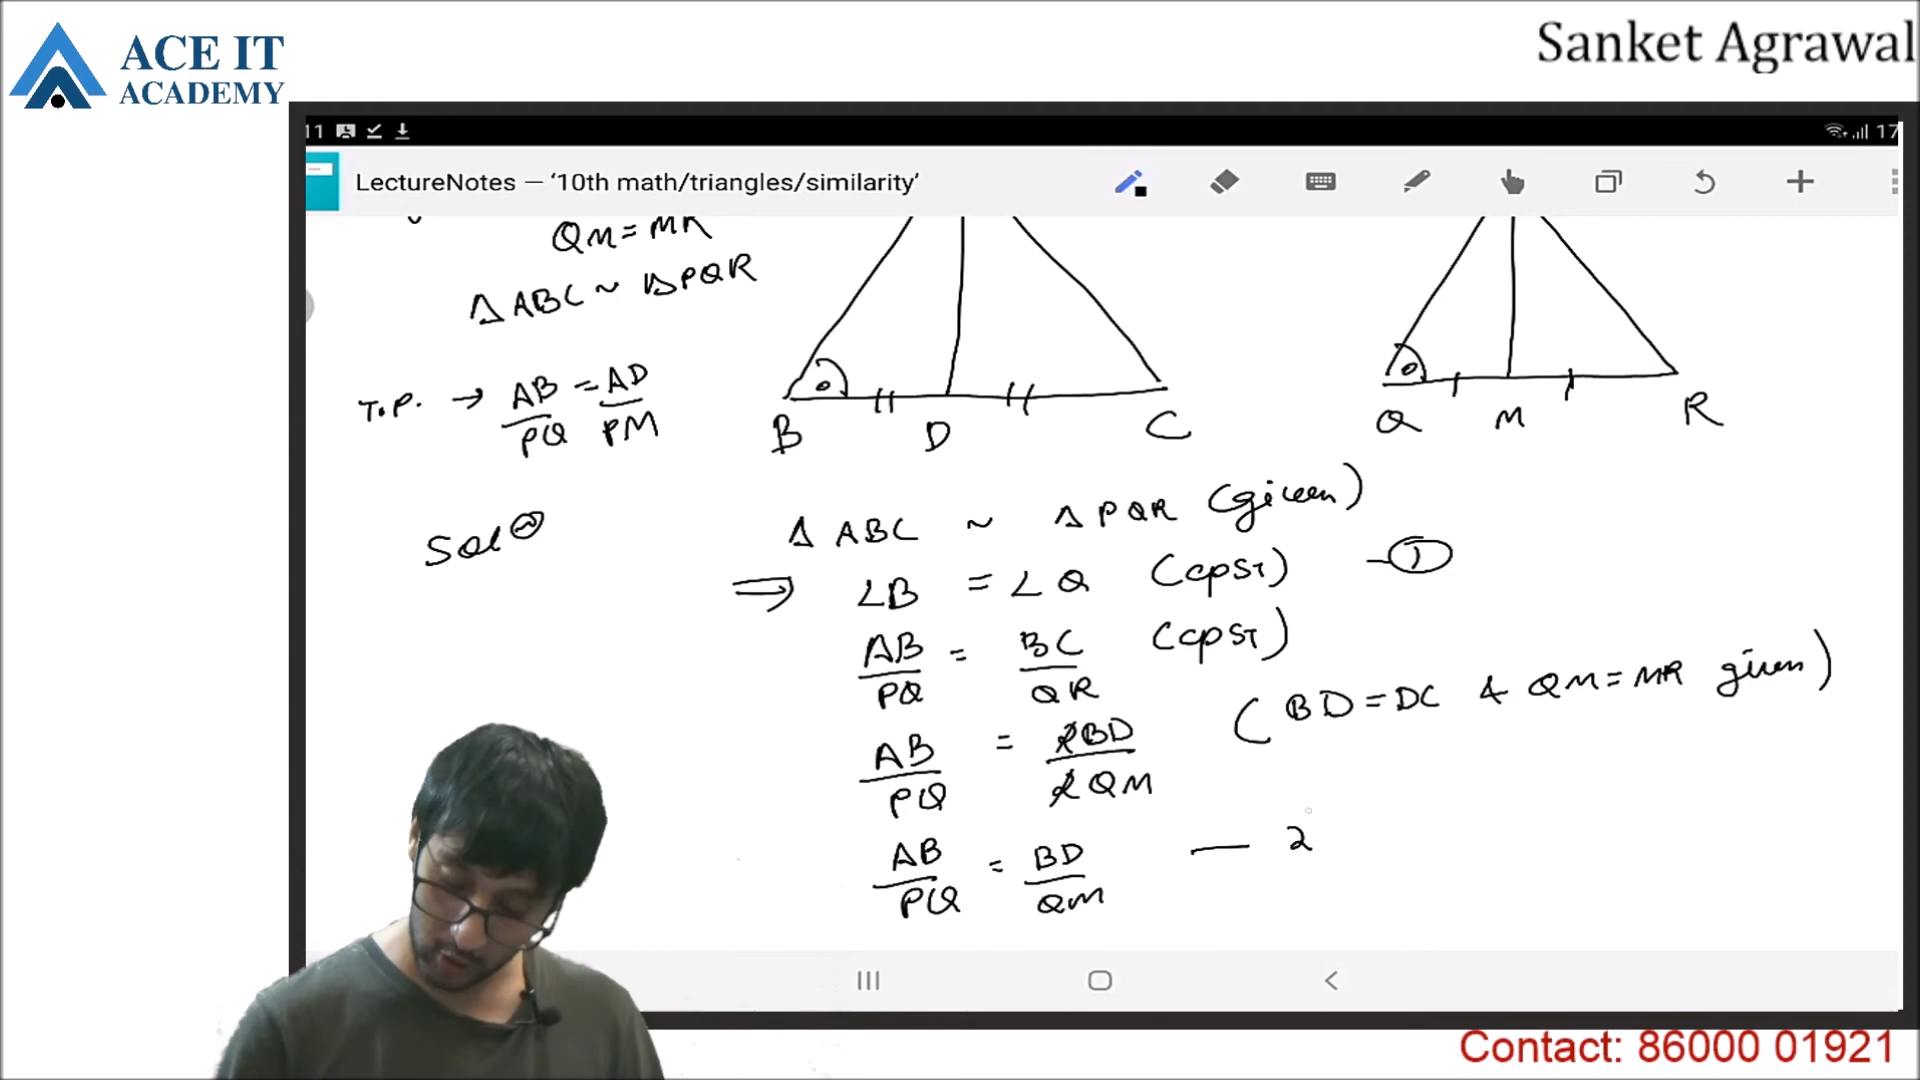 ACE IT
ACADEMY
Sanket Agrawal
11
17
LectureNotes — ‘10th math/triangles/similarity’
QM = MR
Δ ABC ~ Δ PQR
T.P. → AB/PQ = AD/PM
B D C
Q M R
Sol
Δ ABC ~ Δ PQR (given)
⇒ ∠B = ∠Q (cpst) — ①
AB/PQ = BC/QR (cpst)
(BD = DC & QM = MR given)
AB/PQ = 2BD/2QM
AB/PQ = BD/QM — 2
Contact: 86000 01921